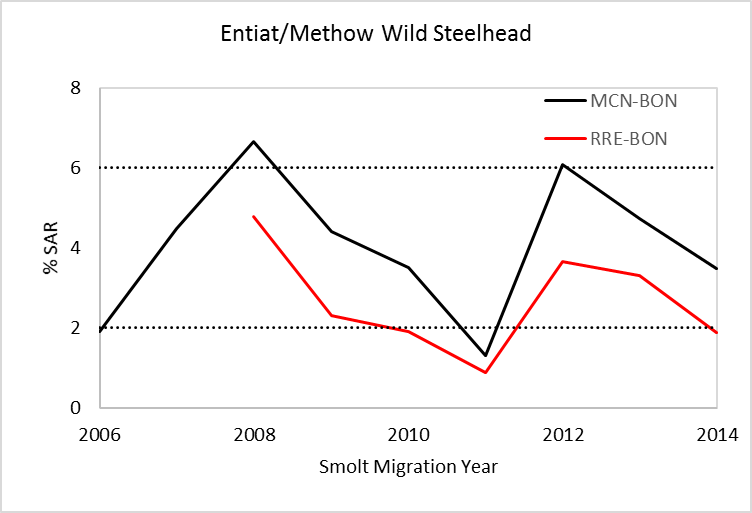 Entiat/Methow Wild Steelhead
8
MCN-BON
RRE-BON
6
% SAR
4
2
0
2006 2008 2010 2012 2014
Smolt Migration Year